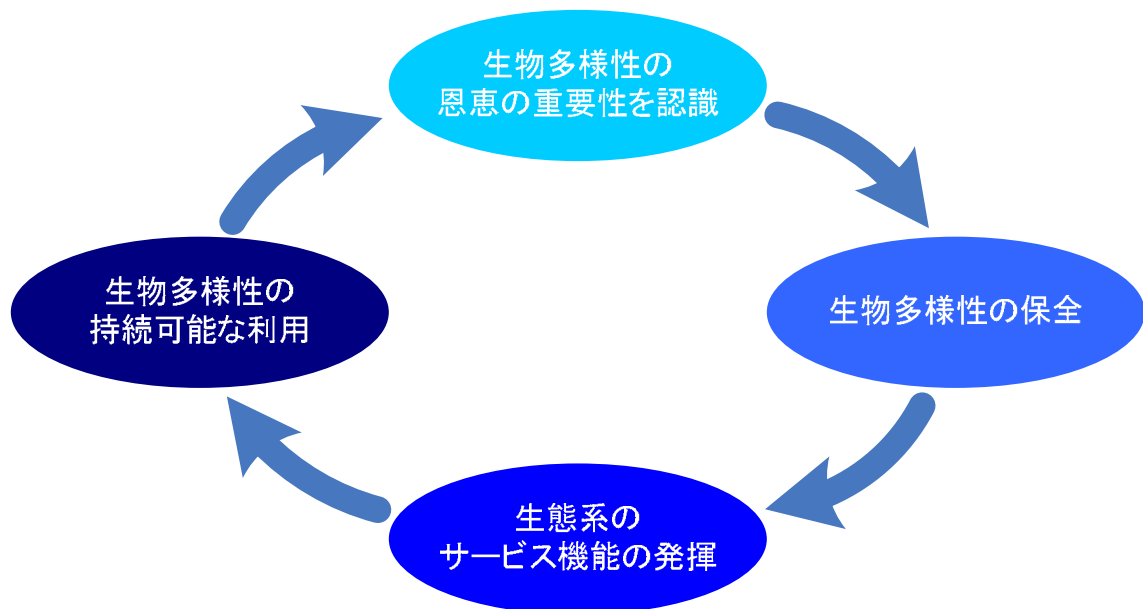 生物多様性の
恩恵の重要性を認識
生物多様性の保全
生態系の
サービス機能の発揮
生物多様性の
持続可能な利用